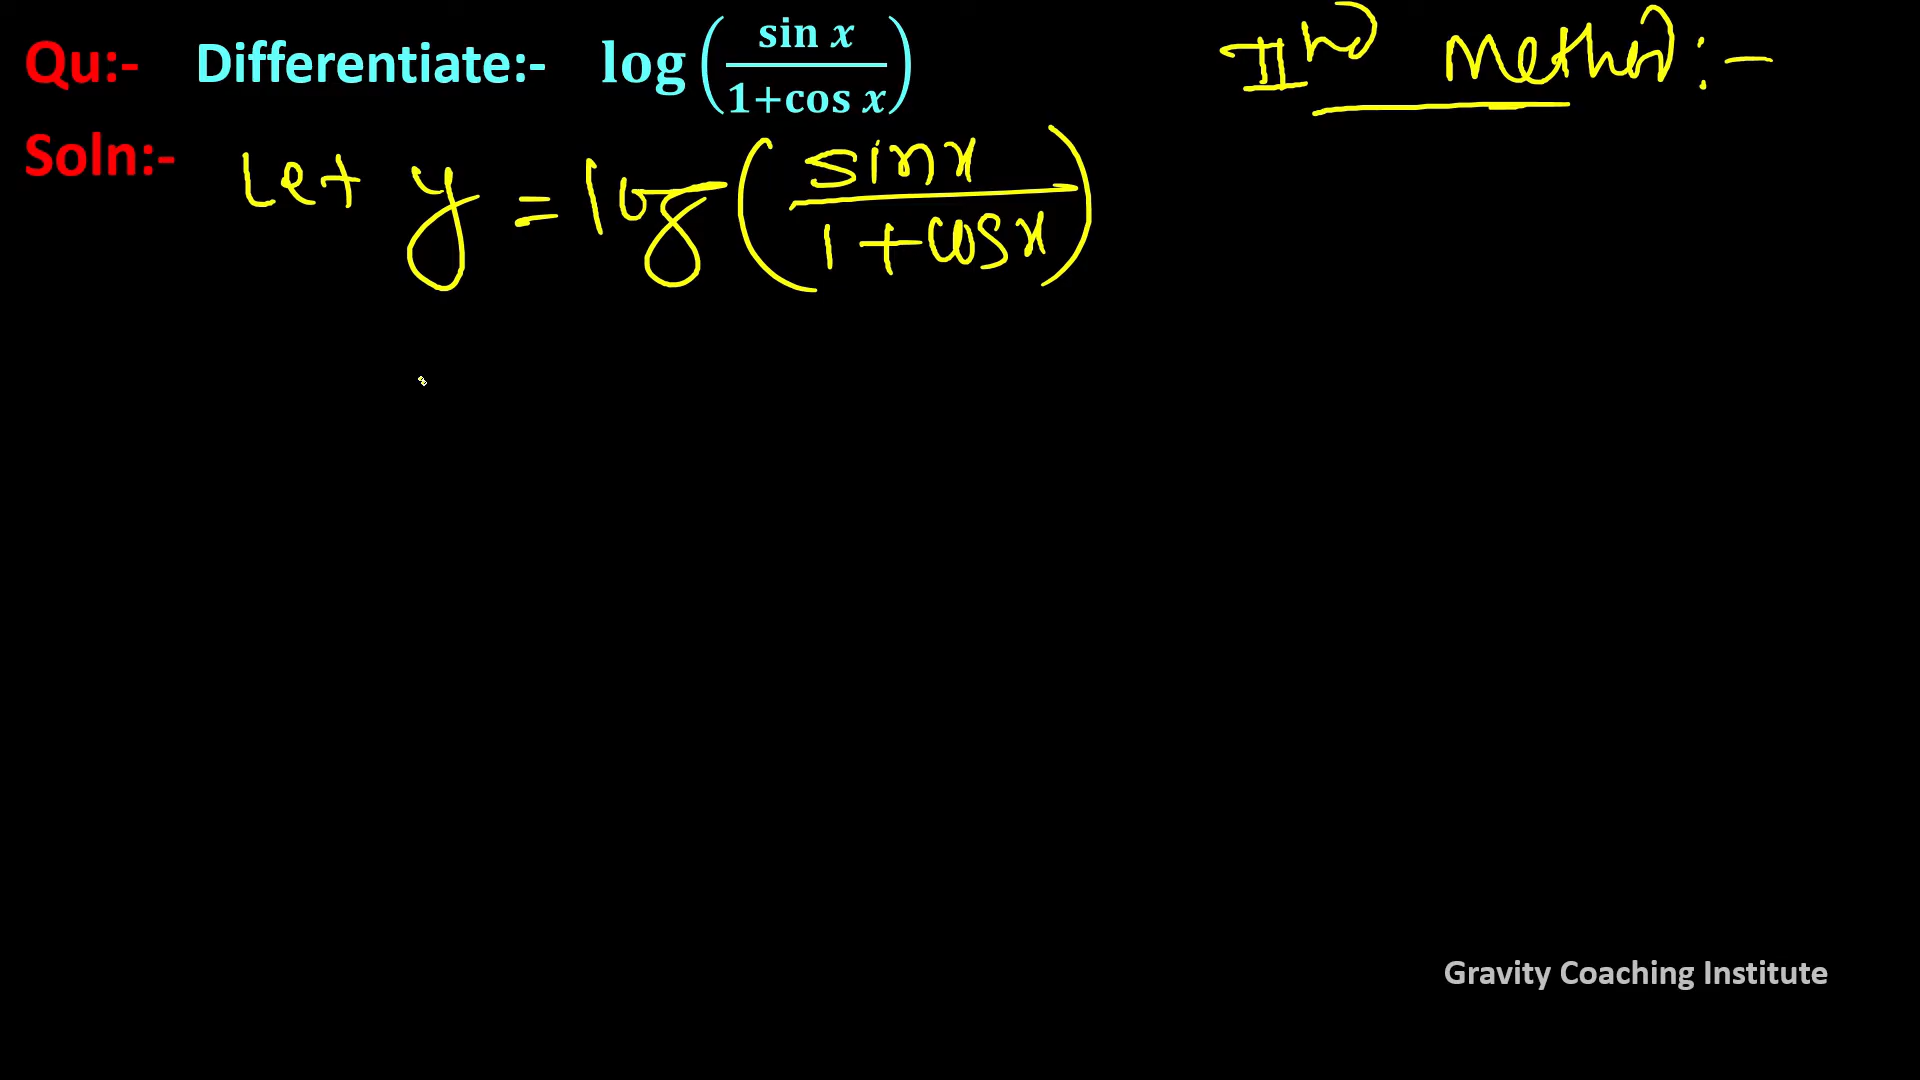 Qu:- Differentiate:- log(sin x / 1+cos x) IInd Method:-
Soln:- Let y = log(sinx / 1+cosx)
Gravity Coaching Institute